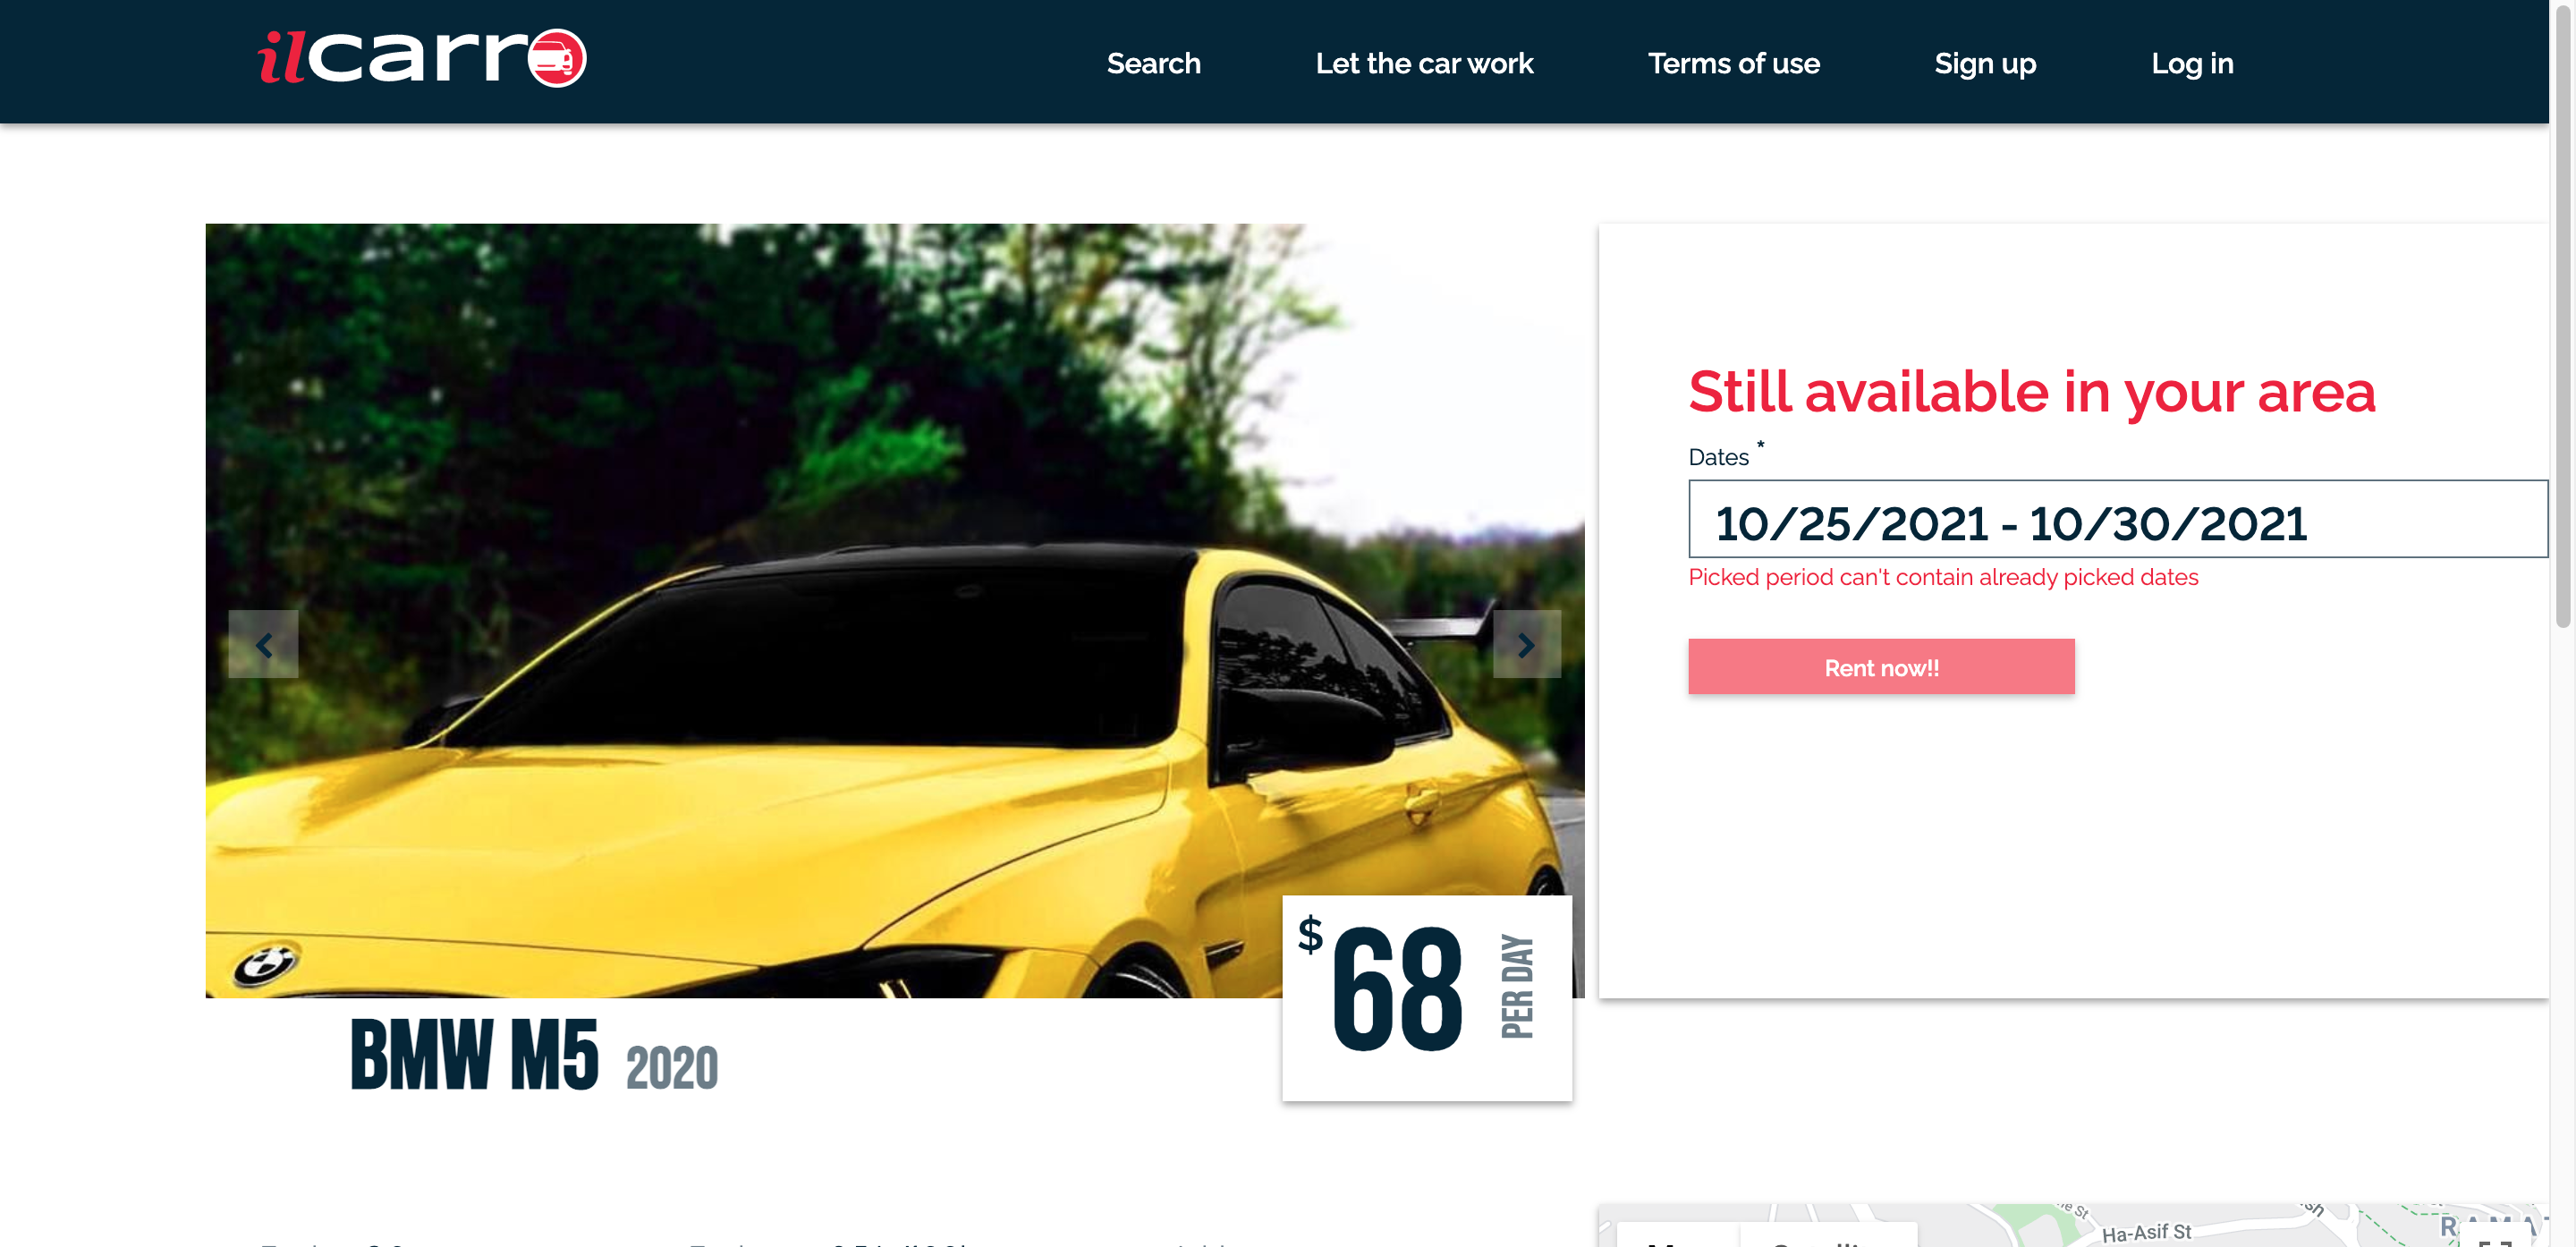 ilcarro
Search
Let the car work
Terms of use
Sign up
Log in
Still available in your area
Dates *
10/25/2021 - 10/30/2021
Picked period can't contain already picked dates
Rent now!!
$68 PER DAY
BMW M5 2020
Ha-Asif St